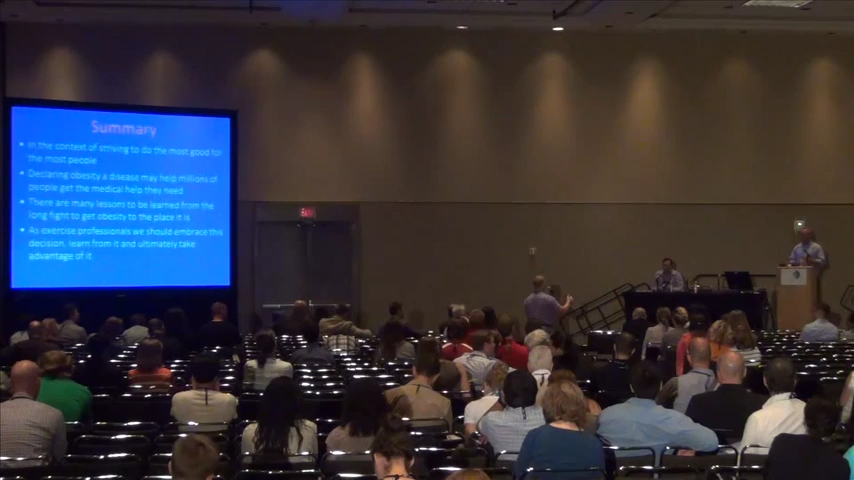 Summary
• In the context of striving to do the most good for
the most people
• Declaring obesity a disease may help millions of
people get the medical help they need
• There are many lessons to be learned from the
long fight to get obesity to the place it is
• As exercise professionals we should embrace this
decision, learn from it and ultimately take
advantage of it